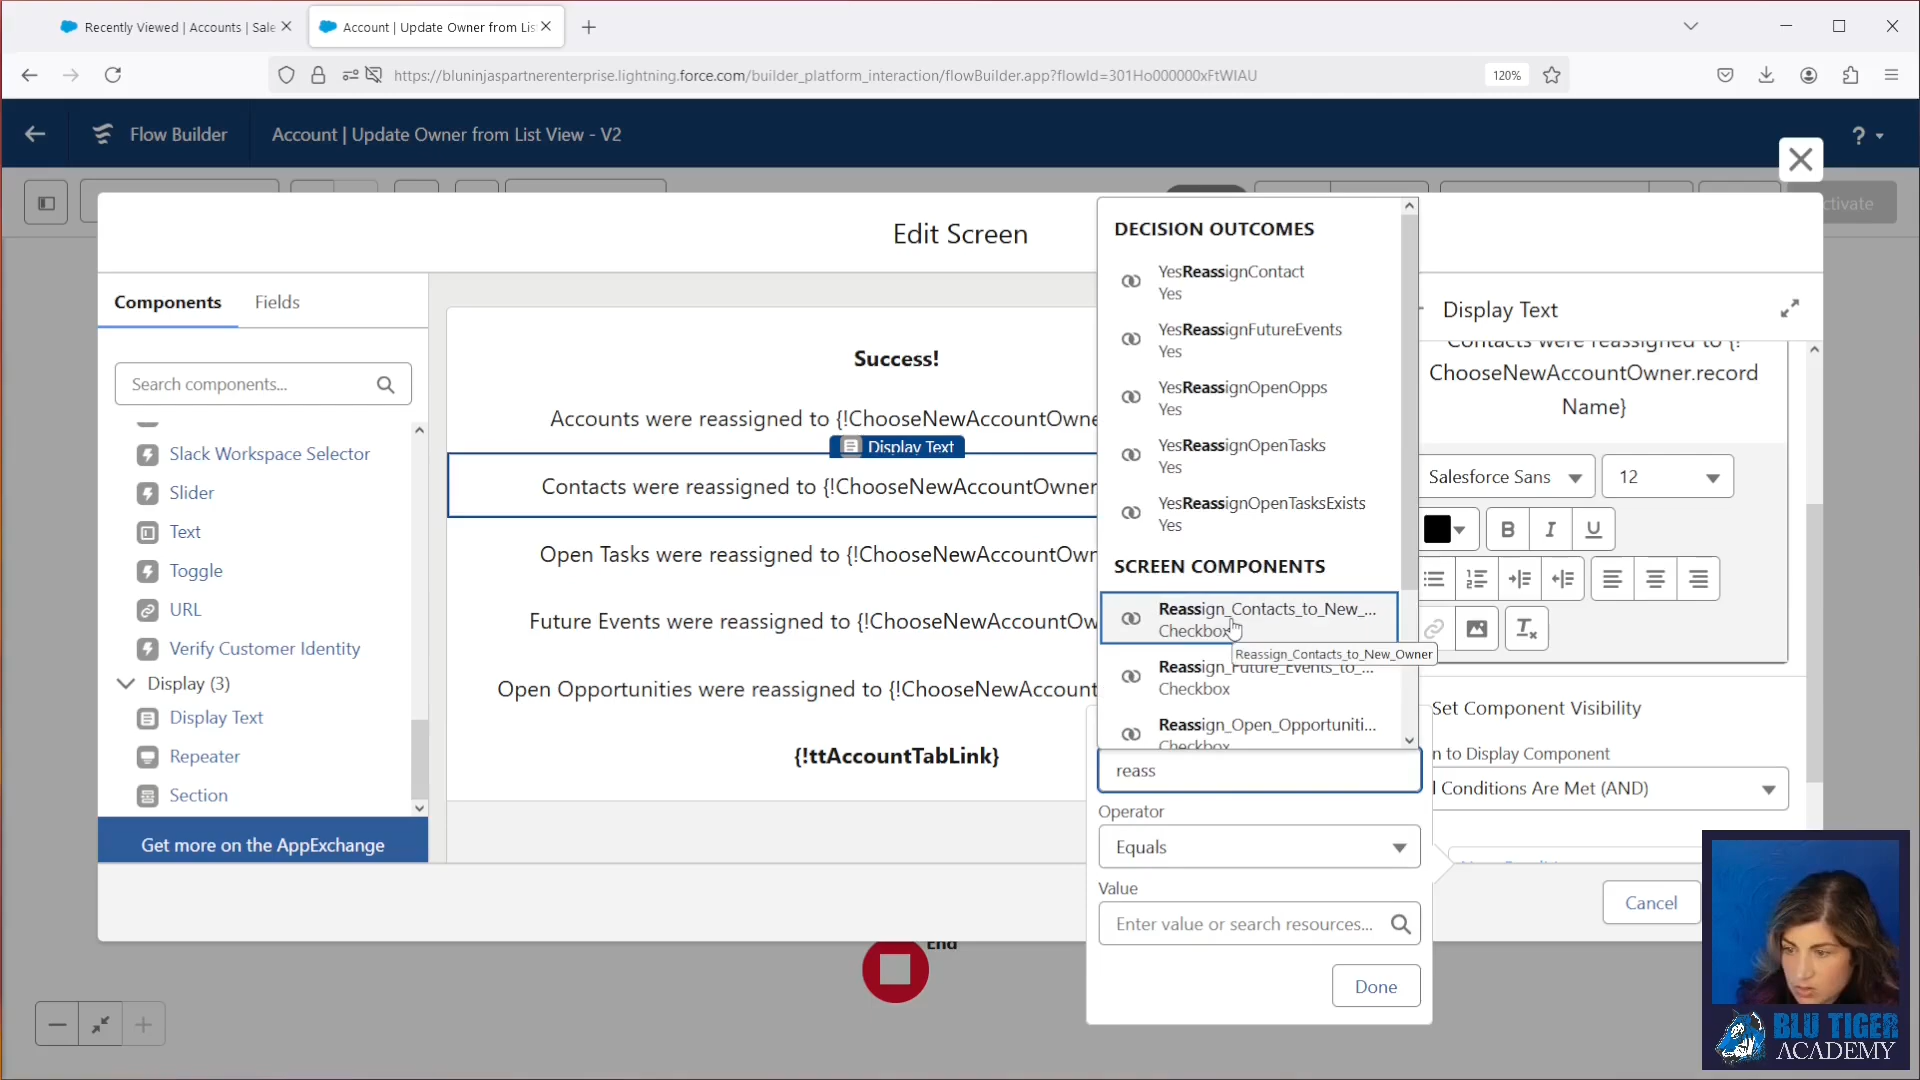 Recently Viewed | Accounts | Sale
Account | Update Owner from Lis
https://bluninjaspartnerenterprise.lightning.force.com/builder_platform_interaction/flowBuilder.app?flowId=301Ho000000xFtWIAU
120%
Flow Builder
Account | Update Owner from List View - V2
?
ctivate
Edit Screen
Components
Fields
Search components...
Slack Workspace Selector
Slider
Text
Toggle
URL
Verify Customer Identity
Display (3)
Display Text
Repeater
Section
Get more on the AppExchange
Success!
Accounts were reassigned to {!ChooseNewAccountOwne
Display Text
Contacts were reassigned to {!ChooseNewAccountOwner
Open Tasks were reassigned to {!ChooseNewAccountOwn
Future Events were reassigned to {!ChooseNewAccountOw
Open Opportunities were reassigned to {!ChooseNewAccount
{!ttAccountTabLink}
End
DECISION OUTCOMES
YesReassignContact
Yes
YesReassignFutureEvents
Yes
YesReassignOpenOpps
Yes
YesReassignOpenTasks
Yes
YesReassignOpenTasksExists
Yes
SCREEN COMPONENTS
Reassign_Contacts_to_New_...
Checkbox
Reassign_Contacts_to_New_Owner
Reassign_Future_Events_to_...
Checkbox
Reassign_Open_Opportuniti...
Checkbox
reass
Operator
Equals
Value
Enter value or search resources...
Done
Display Text
Contacts were reassigned to {!
ChooseNewAccountOwner.record
Name}
Salesforce Sans
12
B
I
U
Set Component Visibility
n to Display Component
l Conditions Are Met (AND)
Cancel
BLU TIGER
ACADEMY